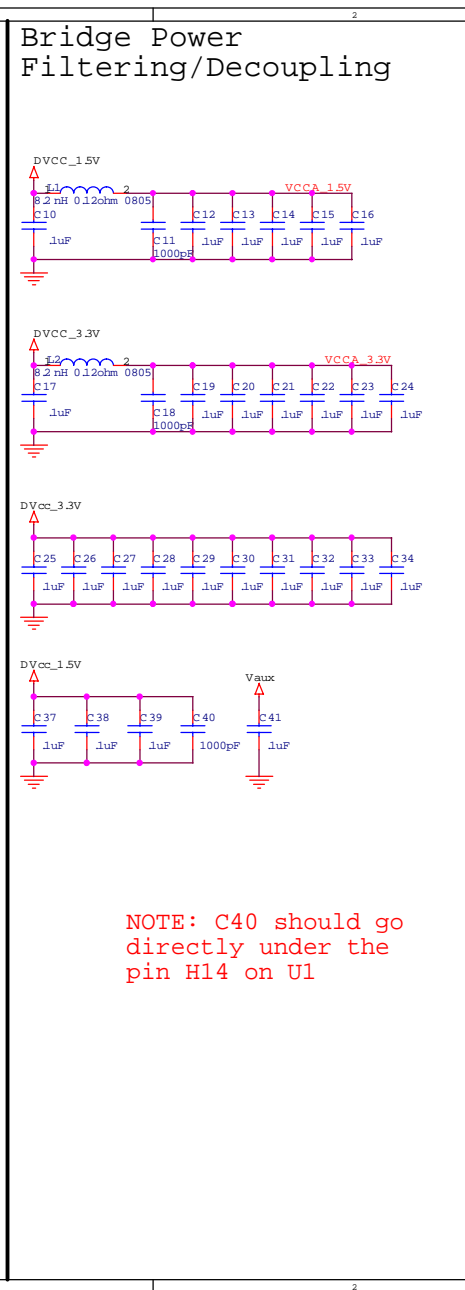 2
Bridge Power
Filtering/Decoupling
DVCC_1.5V
1 L1 2 VCCA_1.5V
8.2 nH 0.12ohm 0805
C10 C12 C13 C14 C15 C16
.1uF C11 .1uF .1uF .1uF .1uF .1uF
1000pF
DVCC_3.3V
1 L2 2 VCCA_3.3V
8.2 nH 0.12ohm 0805
C17 C19 C20 C21 C22 C23 C24
.1uF C18 .1uF .1uF .1uF .1uF .1uF .1uF
1000pF
DVcc_3.3V
C25 C26 C27 C28 C29 C30 C31 C32 C33 C34
.1uF .1uF .1uF .1uF .1uF .1uF .1uF .1uF .1uF .1uF
DVcc_1.5V
Vaux
C37 C38 C39 C40 C41
.1uF .1uF .1uF 1000pF .1uF
NOTE: C40 should go
directly under the
pin H14 on U1
2